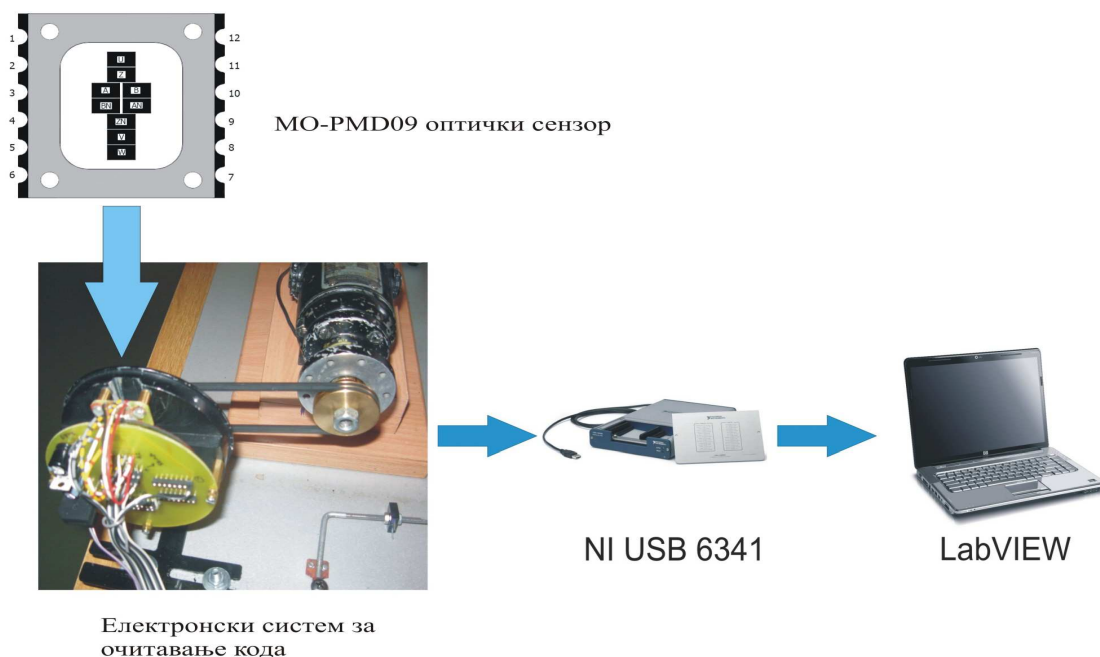 1
12
2
11
3
10
4
9
5
8
6
7
U
Z
A B
BN AN
ZN
V
W
MO-PMD09 оптички сензор
NI USB 6341
LabVIEW
Електронски систем за
очитавање кода